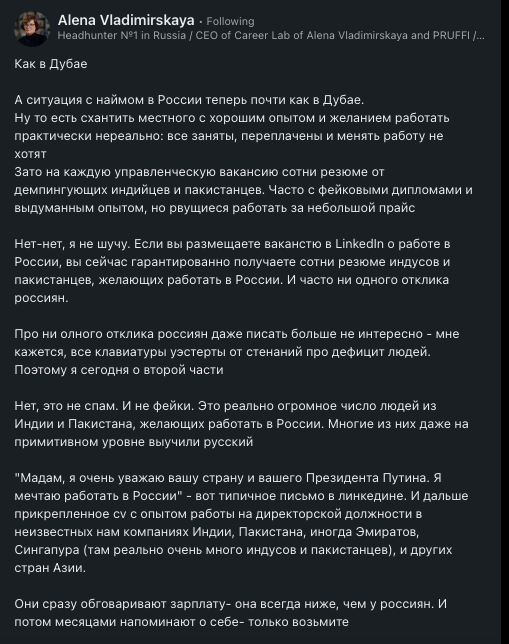 Alena Vladimirskaya · Following
Headhunter №1 in Russia / CEO of Career Lab of Alena Vladimirskaya and PRUFFI /...
Как в Дубае
А ситуация с наймом в России теперь почти как в Дубае.
Ну то есть схантить местного с хорошим опытом и желанием работать
практически нереально: все заняты, переплачены и менять работу не
хотят
Зато на каждую управленческую вакансию сотни резюме от
демпингующих индийцев и пакистанцев. Часто с фейковыми дипломами и
выдуманным опытом, но рвущиеся работать за небольшой прайс
Нет-нет, я не шучу. Если вы размещаете ваканстю в LinkedIn о работе в
России, вы сейчас гарантированно получаете сотни резюме индусов и
пакистанцев, желающих работать в России. И часто ни одного отклика
россиян.
Про ни олного отклика россиян даже писать больше не интересно - мне
кажется, все клавиатуры уэстерты от стенаний про дефицит людей.
Поэтому я сегодня о второй части
Нет, это не спам. И не фейки. Это реально огромное число людей из
Индии и Пакистана, желающих работать в России. Многие из них даже на
примитивном уровне выучили русский
"Мадам, я очень уважаю вашу страну и вашего Президента Путина. Я
мечтаю работать в России" - вот типичное письмо в линкедине. И дальше
прикрепленное cv с опытом работы на директорской должности в
неизвестных нам компаниях Индии, Пакистана, иногда Эмиратов,
Сингапура (там реально очень много индусов и пакистанцев), и других
стран Азии.
Они сразу обговаривают зарплату- она всегда ниже, чем у россиян. И
потом месяцами напоминают о себе- только возьмите